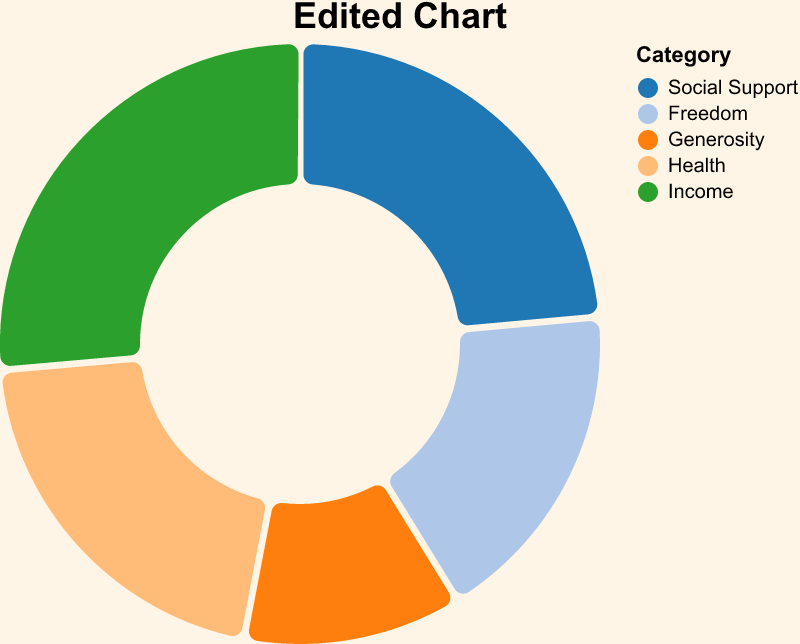 Edited Chart
Category
Social Support
Freedom
Generosity
Health
Income